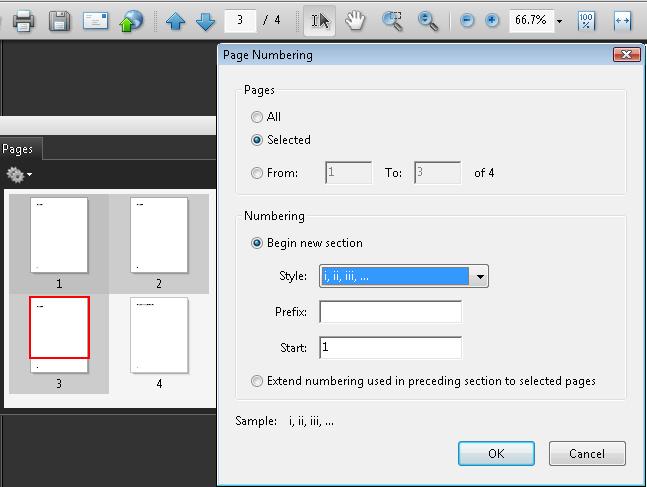 3 / 4 66.7% 100%
Page Numbering
Pages
All
Pages
Selected
From: 1 To: 3 of 4
Numbering
Begin new section
Style: i, ii, iii, ...
1 2
Prefix:
Start: 1
3 4
Extend numbering used in preceding section to selected pages
Sample: i, ii, iii, ...
OK Cancel